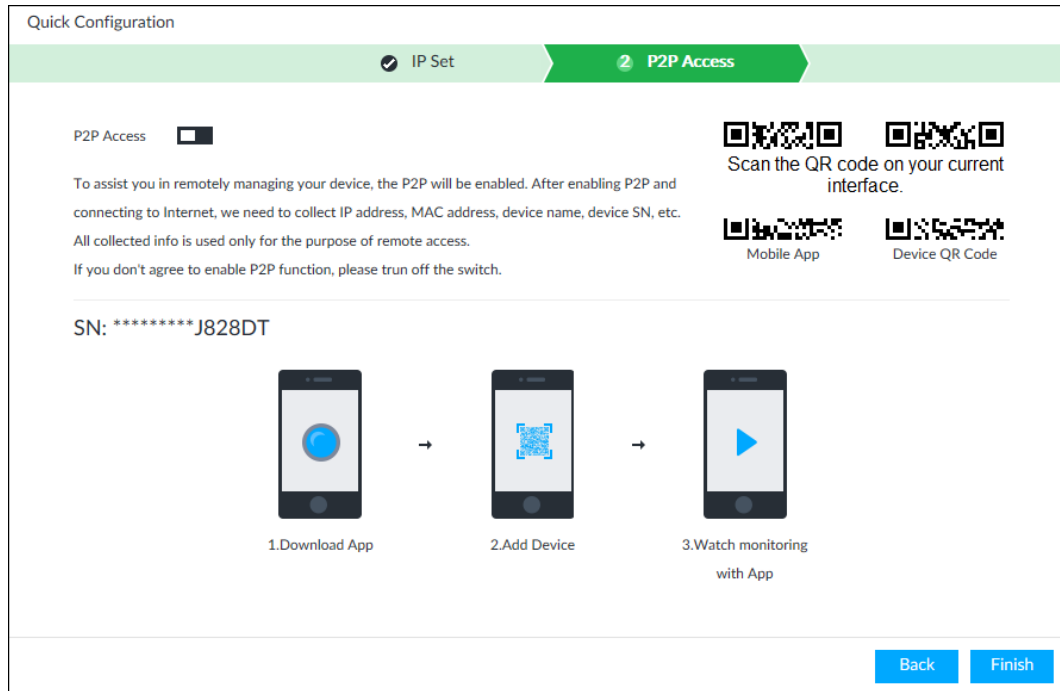 Quick Configuration
IP Set
2 P2P Access
P2P Access
To assist you in remotely managing your device, the P2P will be enabled. After enabling P2P and
connecting to Internet, we need to collect IP address, MAC address, device name, device SN, etc.
All collected info is used only for the purpose of remote access.
If you don't agree to enable P2P function, please trun off the switch.
Scan the QR code on your current
interface.
Mobile App
Device QR Code
SN: *********J828DT
1.Download App
2.Add Device
3.Watch monitoring
with App
Back
Finish